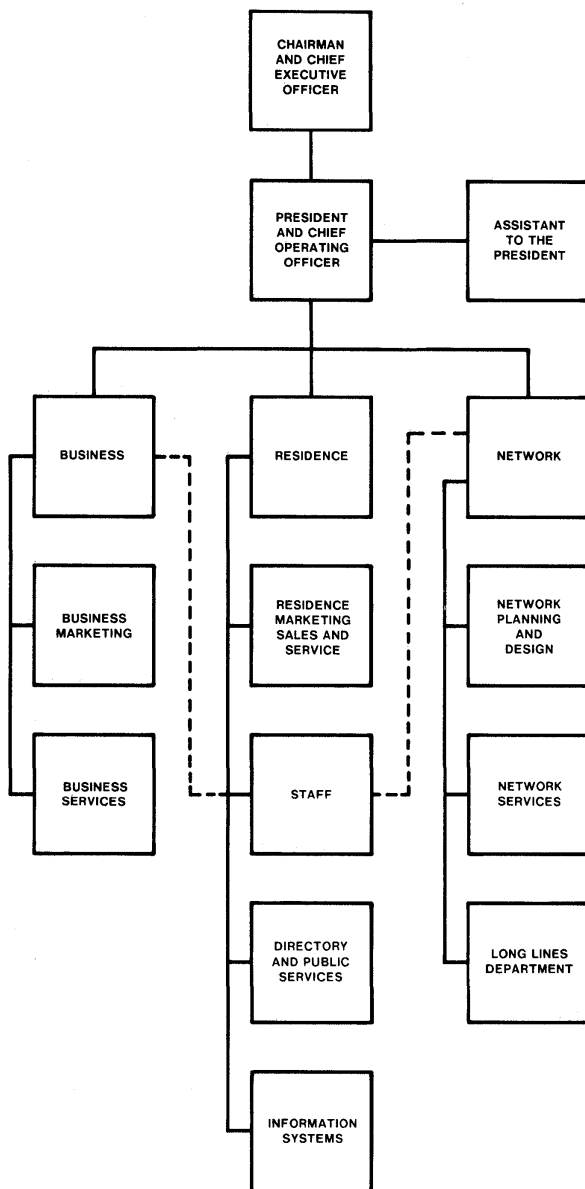 CHAIRMAN
AND CHIEF
EXECUTIVE
OFFICER
PRESIDENT
AND CHIEF
OPERATING
OFFICER
ASSISTANT
TO THE
PRESIDENT
BUSINESS
RESIDENCE
NETWORK
BUSINESS
MARKETING
RESIDENCE
MARKETING
SALES AND
SERVICE
NETWORK
PLANNING
AND
DESIGN
BUSINESS
SERVICES
STAFF
NETWORK
SERVICES
DIRECTORY
AND PUBLIC
SERVICES
LONG LINES
DEPARTMENT
INFORMATION
SYSTEMS